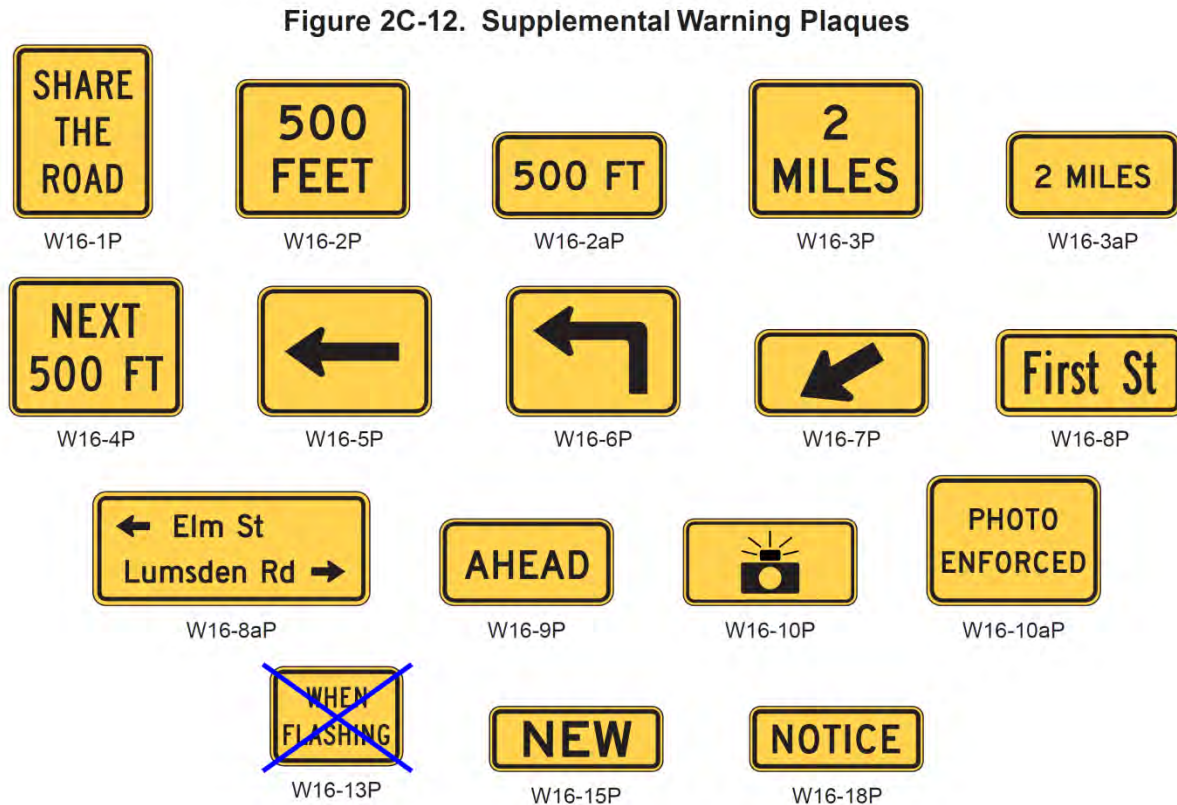 Figure 2C-12. Supplemental Warning Plaques
SHARE
THE
ROAD
W16-1P
500
FEET
W16-2P
500 FT
W16-2aP
2
MILES
W16-3P
2 MILES
W16-3aP
NEXT
500 FT
W16-4P
W16-5P
W16-6P
W16-7P
First St
W16-8P
Elm St
Lumsden Rd
W16-8aP
AHEAD
W16-9P
W16-10P
PHOTO
ENFORCED
W16-10aP
WHEN
FLASHING
W16-13P
NEW
W16-15P
NOTICE
W16-18P